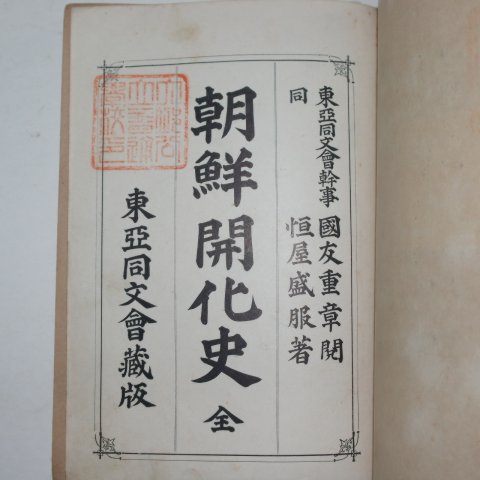 東亞同文會幹事 國友重章閱
同 恒屋盛服著
朝鮮開化史 全
東亞同文會藏版